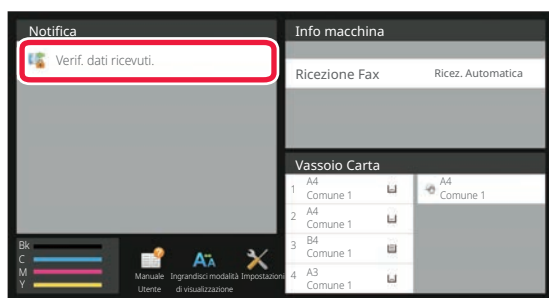 Notifica
Verif. dati ricevuti.
Info macchina
Ricezione Fax Ricez. Automatica
Vassoio Carta
1 A4
Comune 1
2 A4
Comune 1
3 B4
Comune 1
4 A3
Comune 1
A4
Comune 1
Bk
C
M
Y
Manuale
Utente
Ingrandisci modalità
di visualizzazione
Impostazioni